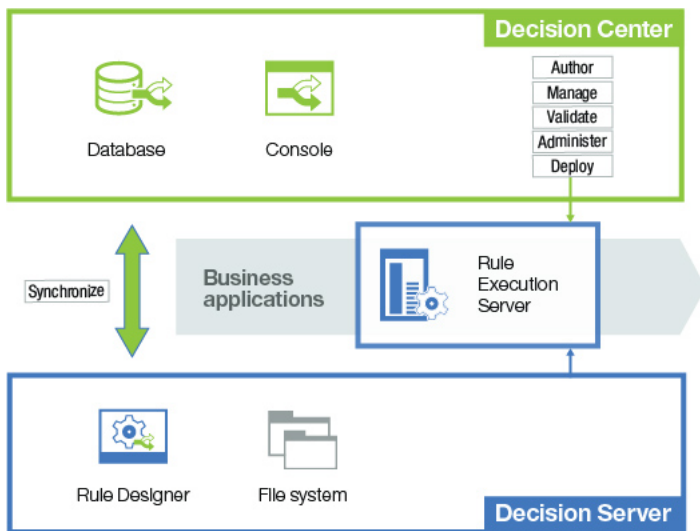 Decision Center
Author
Manage
Validate
Administer
Deploy
Database
Console
Synchronize
Business
applications
Rule
Execution
Server
Rule Designer
File system
Decision Server